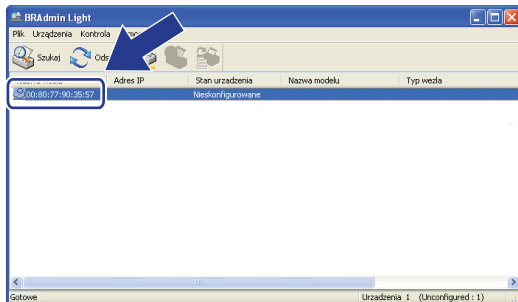 BRAdmin Light
Plik Urządzenia Kontrola
Szukaj
Adres IP Stan urzadzenia Nazwa modelu Typ wezla
00:80:77:90:35:57 Nieskonfigurowane
Gotowe Urzadzenia 1 (Unconfigured : 1)